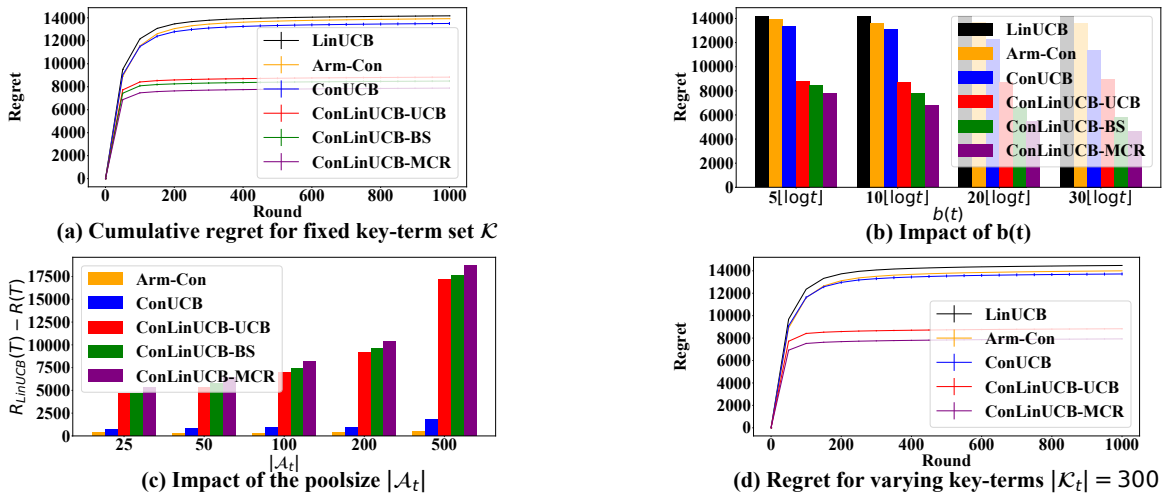 14000
12000
10000
8000
6000
4000
2000
0
Regret
LinUCB
Arm-Con
ConUCB
ConLinUCB-UCB
ConLinUCB-BS
ConLinUCB-MCR
0 200 400 600 800 1000
Round
(a) Cumulative regret for fixed key-term set 𝒦
14000
12000
10000
8000
6000
4000
2000
0
Regret
LinUCB
Arm-Con
ConUCB
ConLinUCB-UCB
ConLinUCB-BS
ConLinUCB-MCR
5⌊logt⌋ 10⌊logt⌋ 20⌊logt⌋ 30⌊logt⌋
b(t)
(b) Impact of b(t)
17500
15000
12500
10000
7500
5000
2500
0
R_{LinUCB}(T) − R(T)
Arm-Con
ConUCB
ConLinUCB-UCB
ConLinUCB-BS
ConLinUCB-MCR
25 50 100 200 500
|𝒜_t|
(c) Impact of the poolsize |𝒜_t|
14000
12000
10000
8000
6000
4000
2000
0
Regret
LinUCB
Arm-Con
ConUCB
ConLinUCB-UCB
ConLinUCB-MCR
0 200 400 600 800 1000
Round
(d) Regret for varying key-terms |𝒦_t| = 300